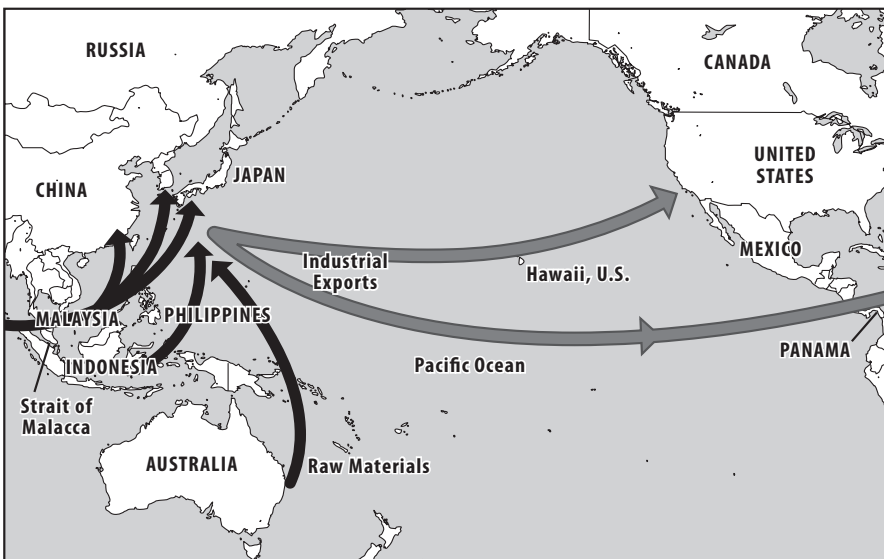 RUSSIA
CANADA
JAPAN
UNITED
STATES
CHINA
MEXICO
Industrial
Exports
Hawaii, U.S.
MALAYSIA
PHILIPPINES
PANAMA
INDONESIA
Pacific Ocean
Strait of
Malacca
AUSTRALIA
Raw Materials